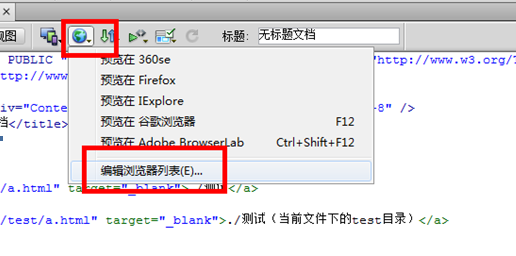 视图 标题: 无标题文档
PUBLIC " "http://www.w3.org/
ttp://www.
预览在 360se
预览在 Firefox
iv="Conten -8" />
预览在 IExplore
档</title>
预览在 谷歌浏览器 F12
预览在 Adobe BrowserLab Ctrl+Shift+F12
编辑浏览器列表(E)...
/a.html" target="_blank">./测试</a>
/test/a.html" target="_blank">./测试（当前文件下的test目录）</a>